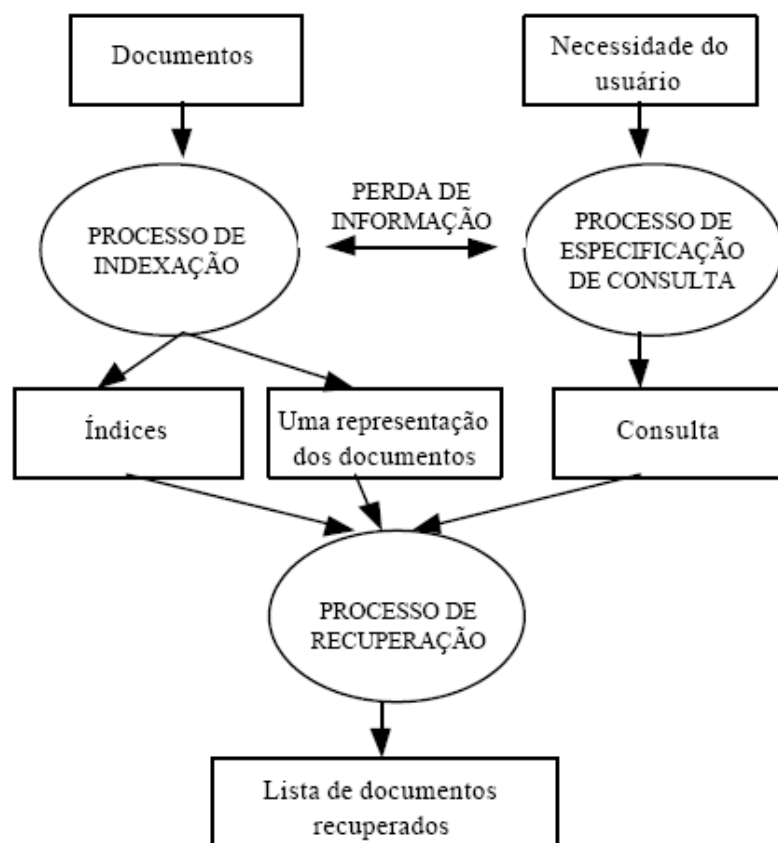 Documentos
Necessidade do
usuário
PROCESSO DE
INDEXAÇÃO
PERDA DE
INFORMAÇÃO
PROCESSO DE
ESPECIFICAÇÃO
DE CONSULTA
Índices
Uma representação
dos documentos
Consulta
PROCESSO DE
RECUPERAÇÃO
Lista de documentos
recuperados